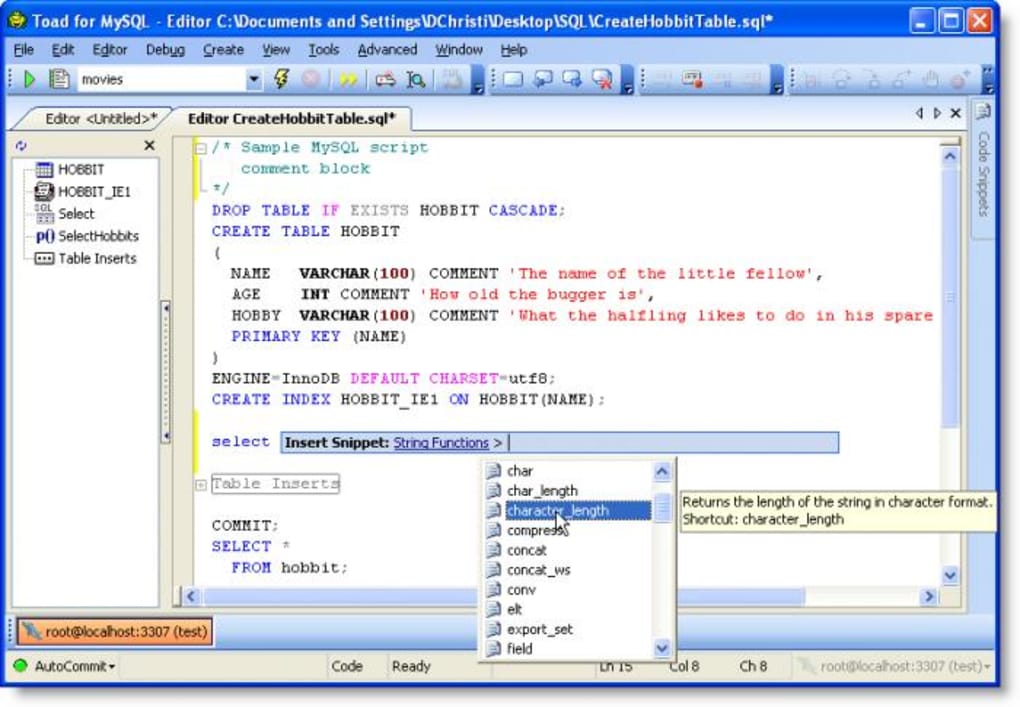 Toad for MySQL - Editor C:\Documents and Settings\DChristi\Desktop\SQL\CreateHobbitTable.sql*
File Edit Editor Debug Create View Tools Advanced Window Help
movies
Editor <Untitled>* Editor CreateHobbitTable.sql*
HOBBIT
HOBBIT_IE1
SQL Select
p() SelectHobbits
Table Inserts
/* Sample MySQL script
comment block
*/
DROP TABLE IF EXISTS HOBBIT CASCADE;
CREATE TABLE HOBBIT
(
NAME VARCHAR(100) COMMENT 'The name of the little fellow',
AGE INT COMMENT 'How old the bugger is',
HOBBY VARCHAR(100) COMMENT 'What the halfling likes to do in his spare
PRIMARY KEY (NAME)
)
ENGINE=InnoDB DEFAULT CHARSET=utf8;
CREATE INDEX HOBBIT_IE1 ON HOBBIT(NAME);
select Insert Snippet: String Functions >
Table Inserts
COMMIT;
SELECT *
FROM hobbit;
char
char_length
character_length
compress
concat
concat_ws
conv
elt
export_set
field
Returns the length of the string in character format.
Shortcut: character_length
Code Snippets
root@localhost:3307 (test)
AutoCommit Code Ready Ln 15 Col 8 Ch 8 root@localhost:3307 (test)